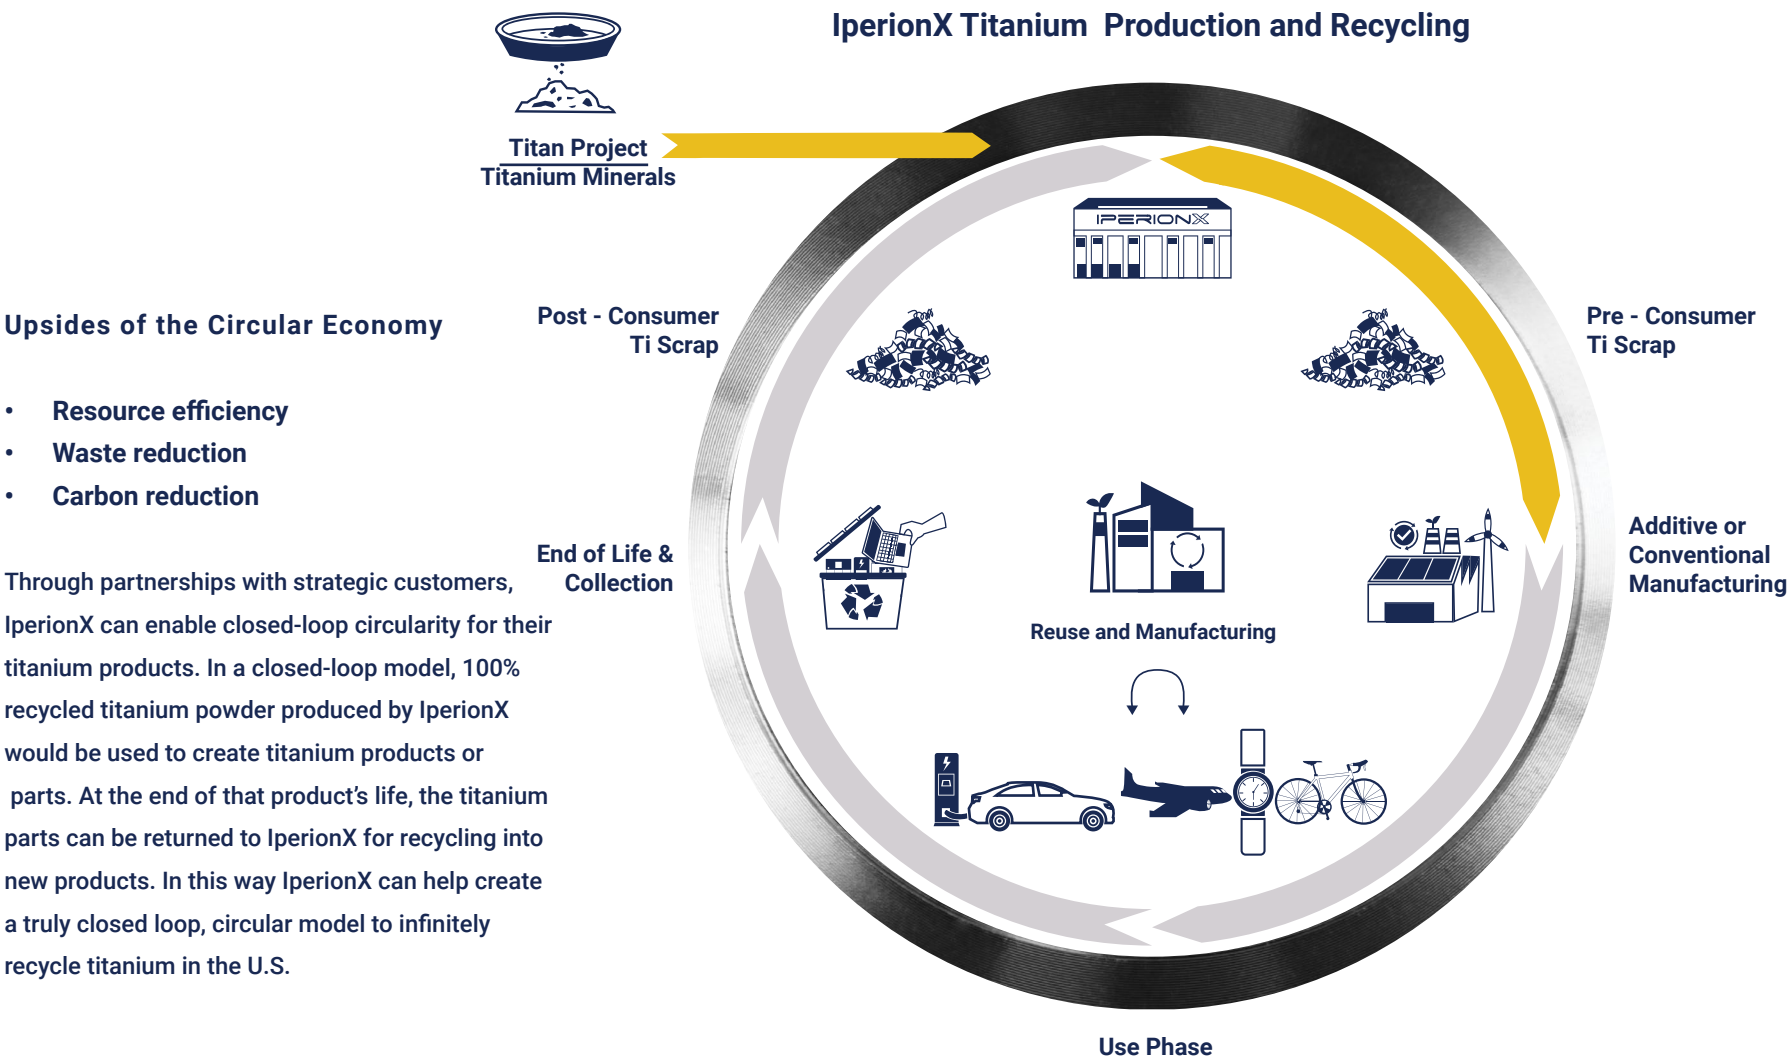 IperionX Titanium Production and Recycling
Titan Project
Titanium Minerals
IPERIONX
Upsides of the Circular Economy
• Resource efficiency
• Waste reduction
• Carbon reduction
Through partnerships with strategic customers,
IperionX can enable closed-loop circularity for their
titanium products. In a closed-loop model, 100%
recycled titanium powder produced by IperionX
would be used to create titanium products or
parts. At the end of that product’s life, the titanium
parts can be returned to IperionX for recycling into
new products. In this way IperionX can help create
a truly closed loop, circular model to infinitely
recycle titanium in the U.S.
Post - Consumer
Ti Scrap
Pre - Consumer
Ti Scrap
End of Life &
Collection
Reuse and Manufacturing
Additive or
Conventional
Manufacturing
Use Phase